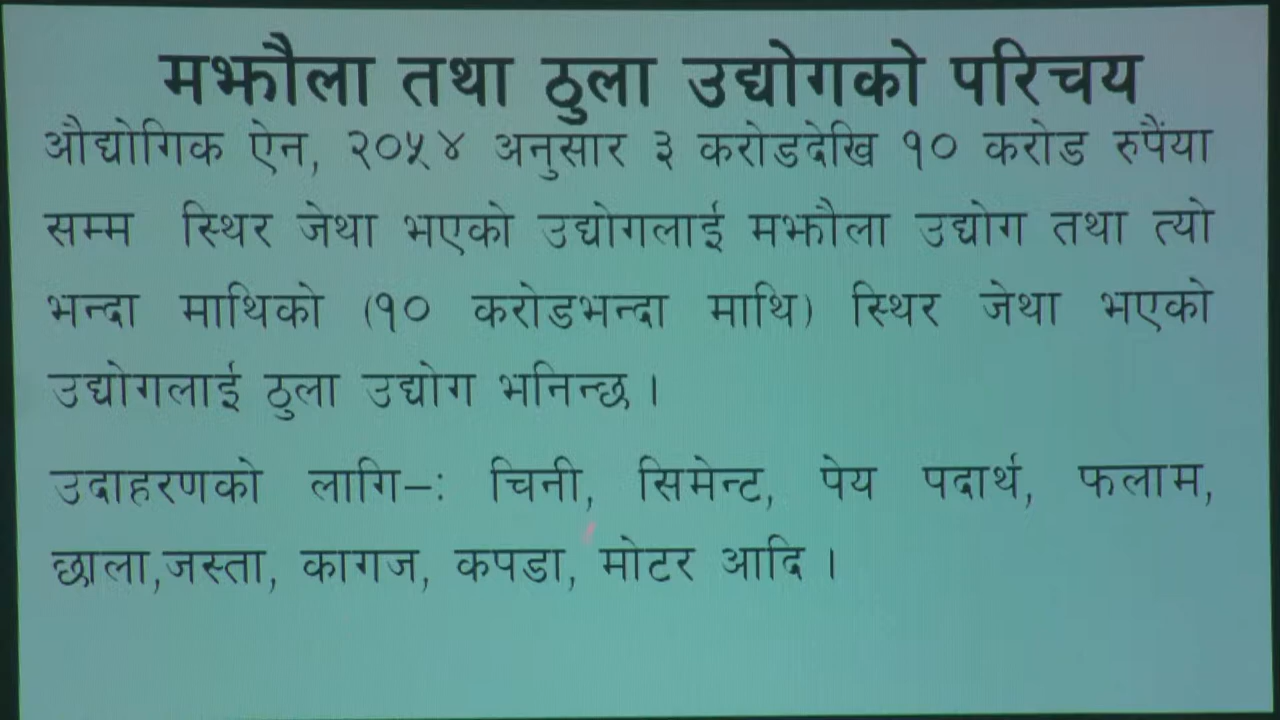 मझौला तथा ठुला उद्योगको परिचय
औद्योगिक ऐन, २०५४ अनुसार ३ करोडदेखि १० करोड रुपैंया
सम्म स्थिर जेथा भएको उद्योगलाई मझौला उद्योग तथा त्यो
भन्दा माथिको (१० करोडभन्दा माथि) स्थिर जेथा भएको
उद्योगलाई ठुला उद्योग भनिन्छ ।
उदाहरणको लागि–: चिनी, सिमेन्ट, पेय पदार्थ, फलाम,
छाला,जस्ता, कागज, कपडा, मोटर आदि ।